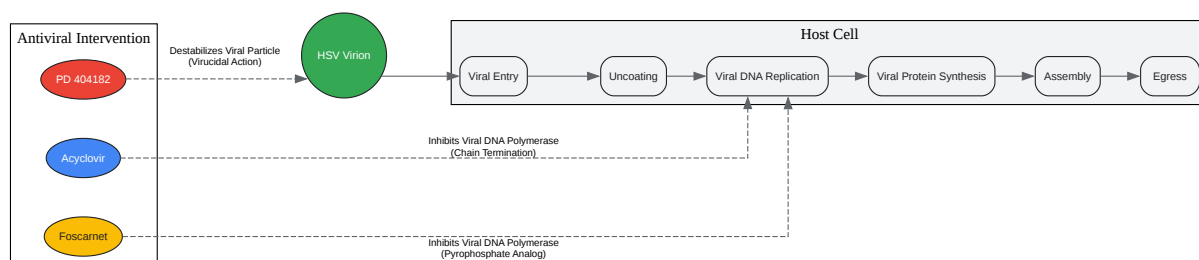 Antiviral Intervention
PD 404182
Acyclovir
Foscarnet
Destabilizes Viral Particle
(Virucidal Action)
HSV Virion
Host Cell
Viral Entry
Uncoating
Viral DNA Replication
Viral Protein Synthesis
Assembly
Egress
Inhibits Viral DNA Polymerase
(Chain Termination)
Inhibits Viral DNA Polymerase
(Pyrophosphate Analog)